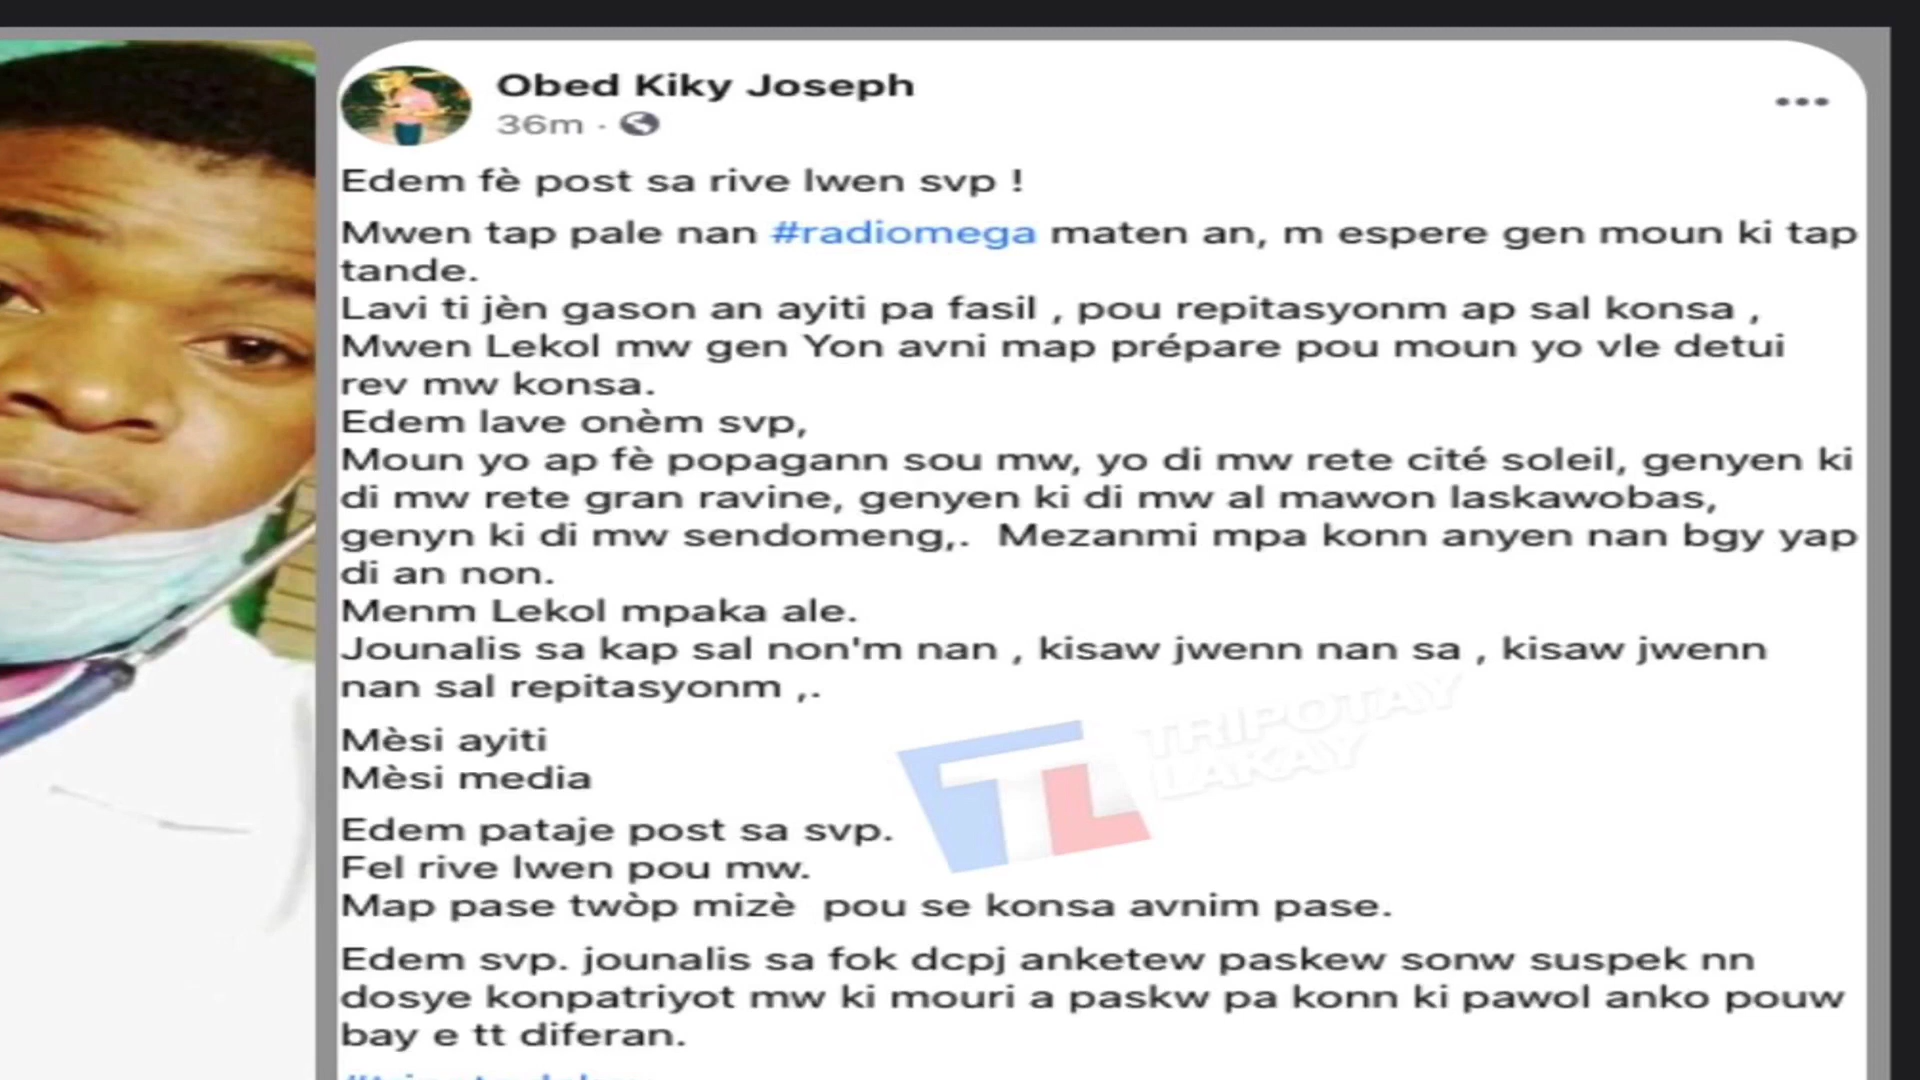 Obed Kiky Joseph
36m ·
Edem fè post sa rive lwen svp !
Mwen tap pale nan #radiomega maten an, m espere gen moun ki tap
tande.
Lavi ti jèn gason an ayiti pa fasil , pou repitasyonm ap sal konsa ,
Mwen Lekol mw gen Yon avni map prépare pou moun yo vle detui
rev mw konsa.
Edem lave onèm svp,
Moun yo ap fè popagann sou mw, yo di mw rete cité soleil, genyen ki
di mw rete gran ravine, genyen ki di mw al mawon laskawobas,
genyn ki di mw sendomeng,.  Mezanmi mpa konn anyen nan bgy yap
di an non.
Menm Lekol mpaka ale.
Jounalis sa kap sal non'm nan , kisaw jwenn nan sa , kisaw jwenn
nan sal repitasyonm ,.
Mèsi ayiti
Mèsi media
TRIPOTAY
LAKAY
TL
Edem pataje post sa svp.
Fel rive lwen pou mw.
Map pase twòp mizè  pou se konsa avnim pase.
Edem svp. jounalis sa fok dcpj anketew paskew sonw suspek nn
dosye konpatriyot mw ki mouri a paskw pa konn ki pawol anko pouw
bay e tt diferan.